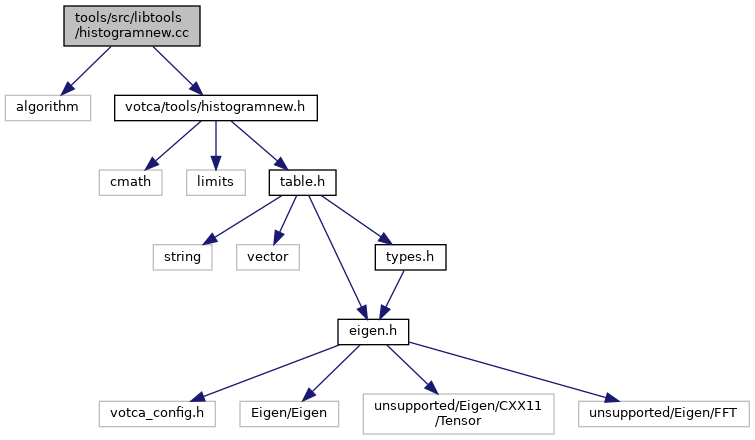 tools/src/libtools
/histogramnew.cc
algorithm
votca/tools/histogramnew.h
cmath
limits
table.h
string
vector
types.h
eigen.h
votca_config.h
Eigen/Eigen
unsupported/Eigen/CXX11
/Tensor
unsupported/Eigen/FFT